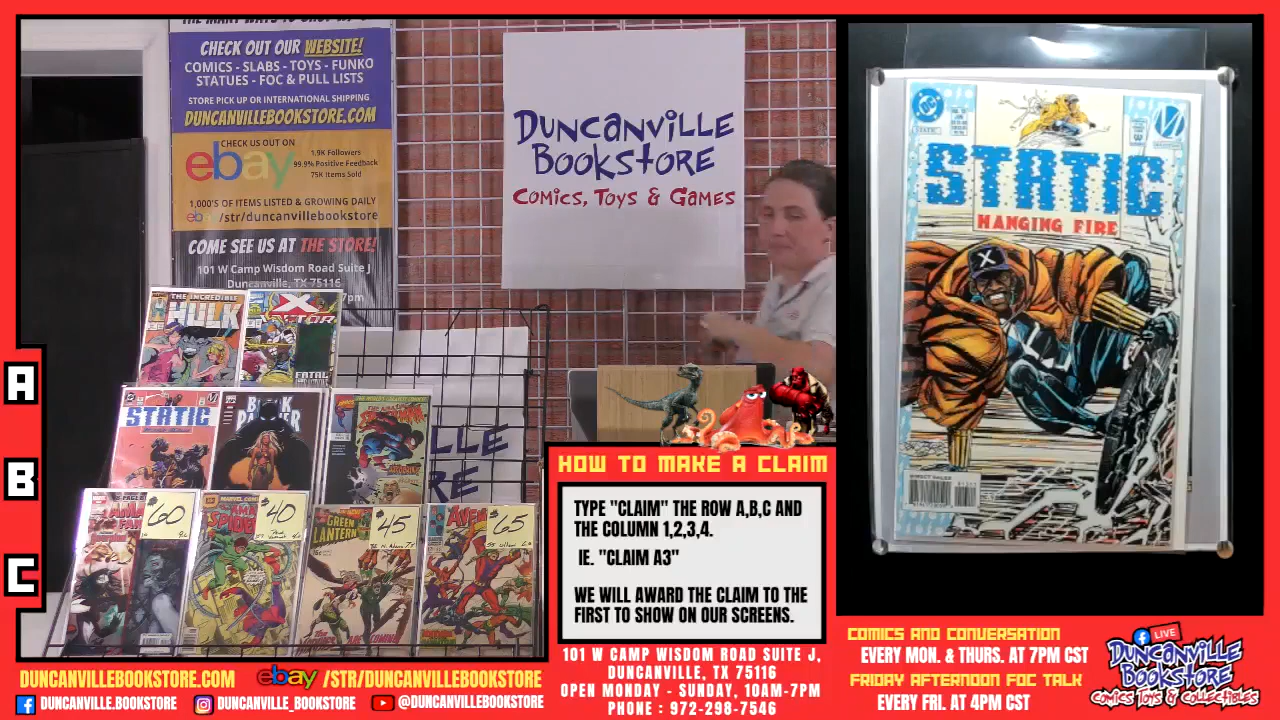 CHECK OUT OUR WEBSITE!
COMICS - SLABS - TOYS - FUNKO
STATUES - FOC & PULL LISTS
STORE PICK UP OR INTERNATIONAL SHIPPING
DUNCANVILLEBOOKSTORE.COM
CHECK US OUT ON
ebay
1.9K Followers
99.9% Positive Feedback
75K Items Sold
1,000'S OF ITEMS LISTED & GROWING DAILY
/str/duncanvillebookstore
COME SEE US AT THE STORE!
101 W Camp Wisdom Road Suite J
Duncanville, TX 75116
7pm
DUNCANVILLE
BOOKSTORE
COMICS, TOYS & GAMES
DC
STATIC
HANGING FIRE
THE INCREDIBLE
HULK
FATAL
STATIC
$60
$40
GREEN
LANTERN
$45
$65
A
B
C
HOW TO MAKE A CLAIM
TYPE "CLAIM" THE ROW A,B,C AND
THE COLUMN 1,2,3,4.
IE. "CLAIM A3"
WE WILL AWARD THE CLAIM TO THE
FIRST TO SHOW ON OUR SCREENS.
DUNCANVILLEBOOKSTORE.COM
ebay /STR/DUNCANVILLEBOOKSTORE
/DUNCANVILLE.BOOKSTORE
/DUNCANVILLE_BOOKSTORE
@DUNCANVILLEBOOKSTORE
101 W CAMP WISDOM ROAD SUITE J,
DUNCANVILLE, TX 75116
OPEN MONDAY - SUNDAY, 10AM-7PM
PHONE : 972-298-7546
COMICS AND CONVERSATION
EVERY MON. & THURS. AT 7PM CST
FRIDAY AFTERNOON FOC TALK
EVERY FRI. AT 4PM CST
LIVE
DUNCANVILLE
BOOKSTORE
COMICS TOYS & COLLECTIBLES